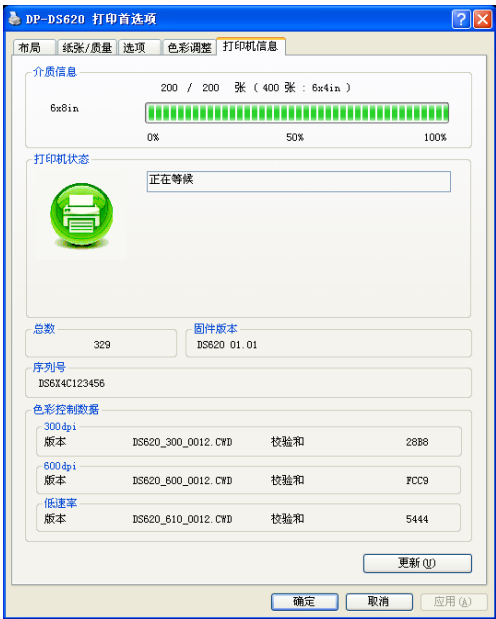 DP-DS620 打印首选项
布局 纸张/质量 选项 色彩调整 打印机信息
介质信息
200 / 200 张 ( 400 张 : 6x4in )
6x8in
0% 50% 100%
打印机状态
正在等候
总数 固件版本
329 DS620 01.01
序列号
DS6X4C123456
色彩控制数据
300dpi
版本 DS620_300_0012.CWD 校验和 28B8
600dpi
版本 DS620_600_0012.CWD 校验和 FCC9
低速率
版本 DS620_610_0012.CWD 校验和 5444
更新(U)
确定 取消 应用(A)